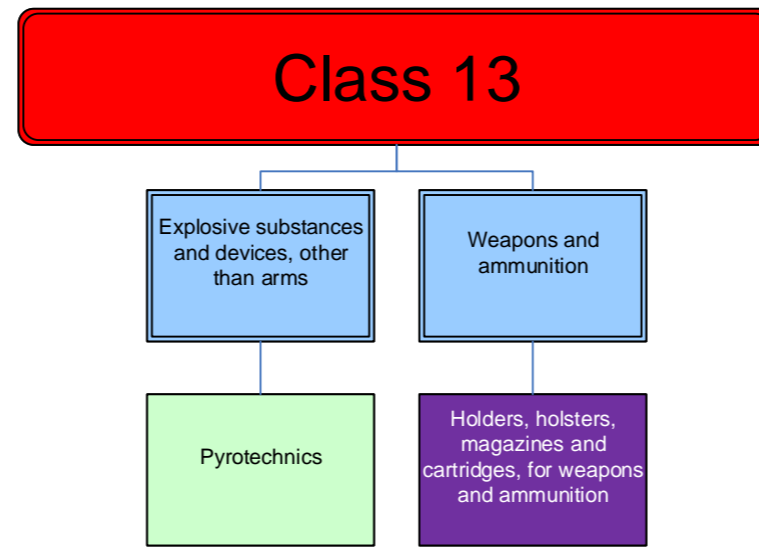 Class 13
Explosive substances
and devices, other
than arms
Weapons and
ammunition
Pyrotechnics
Holders, holsters,
magazines and
cartridges, for weapons
and ammunition